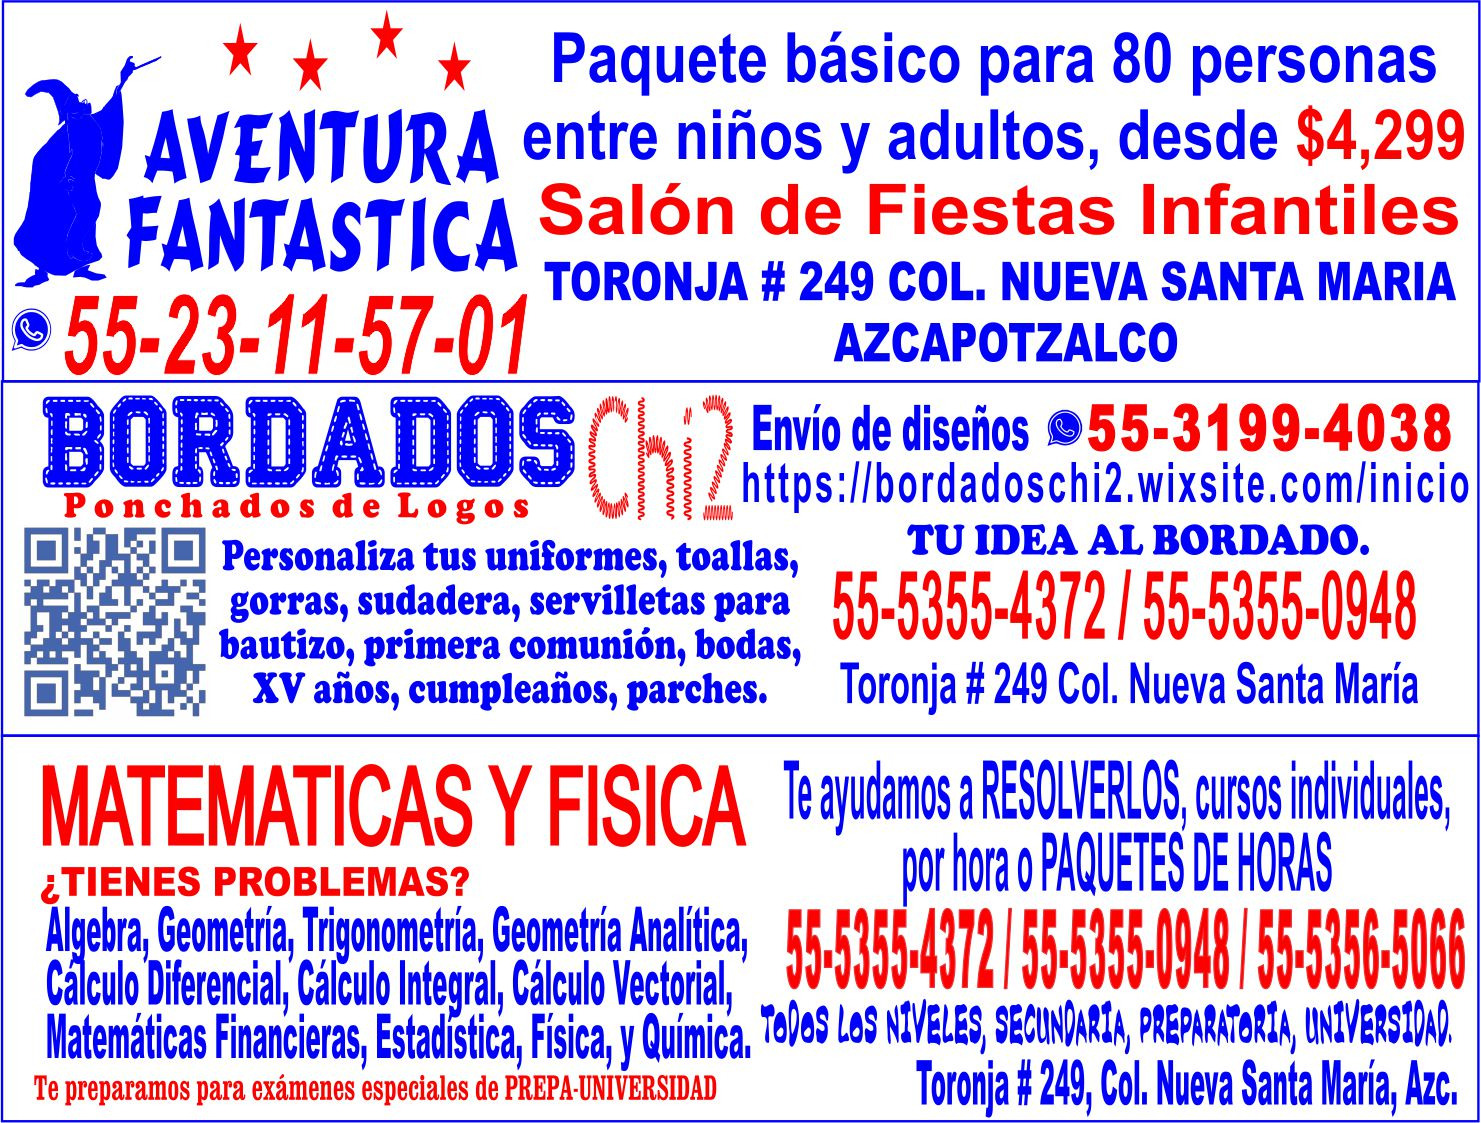 AVENTURA
FANTASTICA
55-23-11-57-01
Paquete básico para 80 personas
entre niños y adultos, desde $4,299
Salón de Fiestas Infantiles
TORONJA # 249 COL. NUEVA SANTA MARIA
AZCAPOTZALCO
BORDADOS Chi2
Ponchados de Logos
Personaliza tus uniformes, toallas,
gorras, sudadera, servilletas para
bautizo, primera comunión, bodas,
XV años, cumpleaños, parches.
Envío de diseños 55-3199-4038
https://bordadoschi2.wixsite.com/inicio
TU IDEA AL BORDADO.
55-5355-4372 / 55-5355-0948
Toronja # 249 Col. Nueva Santa María
MATEMATICAS Y FISICA
¿TIENES PROBLEMAS?
Algebra, Geometría, Trigonometría, Geometría Analítica,
Cálculo Diferencial, Cálculo Integral, Cálculo Vectorial,
Matemáticas Financieras, Estadística, Física, y Química.
Te preparamos para exámenes especiales de PREPA-UNIVERSIDAD
Te ayudamos a RESOLVERLOS, cursos individuales,
por hora o PAQUETES DE HORAS
55-5355-4372 / 55-5355-0948 / 55-5356-5066
TODOS LOS NIVELES, SECUNDARIA, PREPARATORIA, UNIVERSIDAD.
Toronja # 249, Col. Nueva Santa María, Azc.